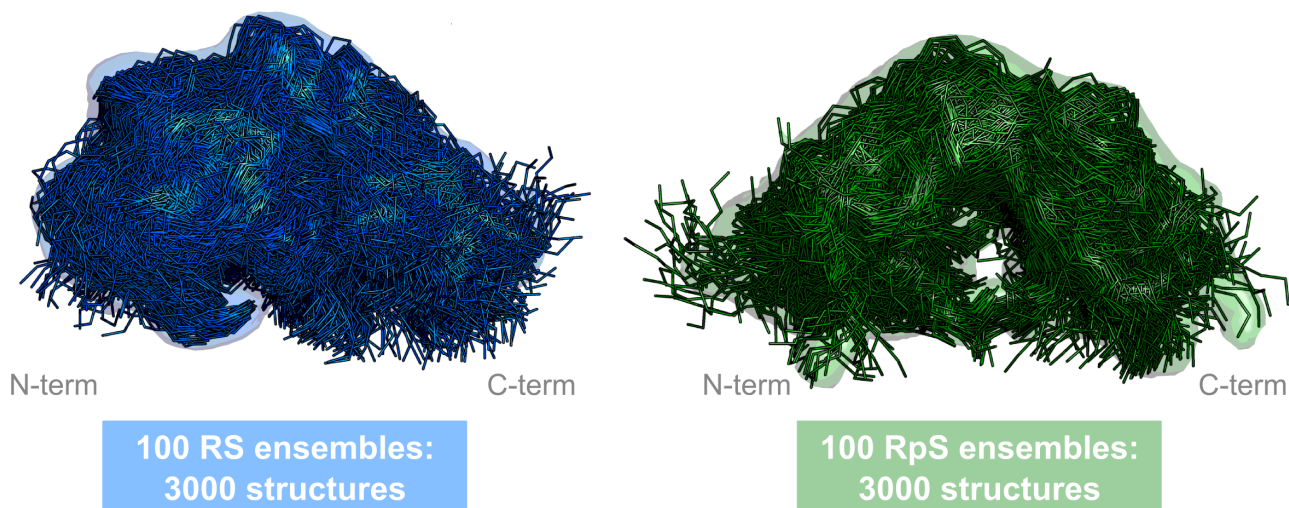 N-term
C-term
N-term
C-term
100 RS ensembles:
3000 structures
100 RpS ensembles:
3000 structures